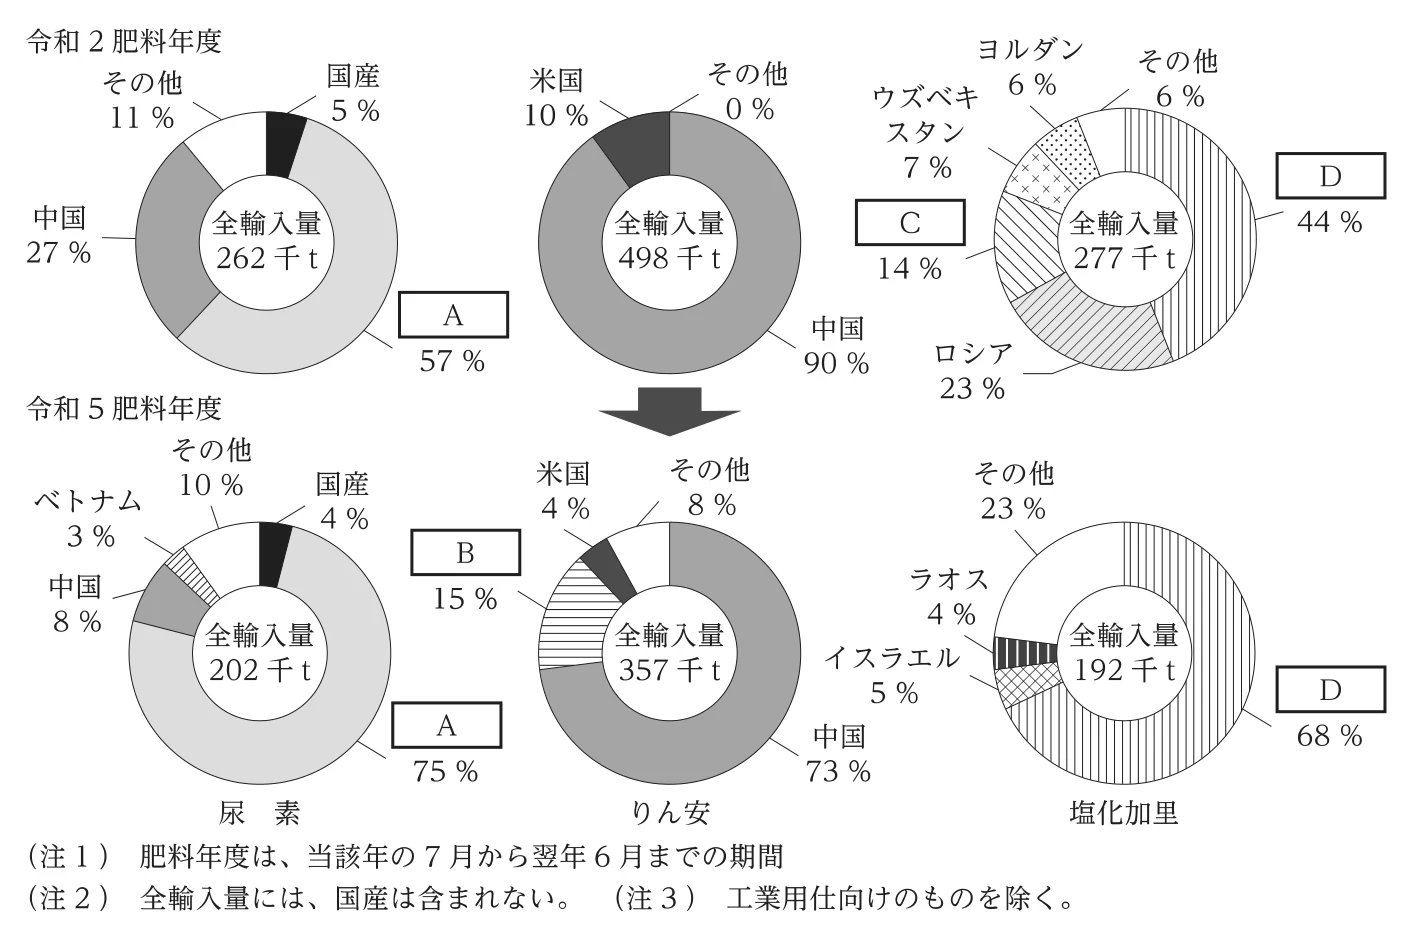 令和2肥料年度
その他
11 %
国産
5 %
中国
27 %
全輸入量
262千t
A
57 %
米国
10 %
その他
0 %
全輸入量
498千t
中国
90 %
ヨルダン
6 %
その他
6 %
ウズベキ
スタン
7 %
C
14 %
全輸入量
277千t
D
44 %
ロシア
23 %
令和5肥料年度
その他
10 %
国産
4 %
ベトナム
3 %
中国
8 %
全輸入量
202千t
A
75 %
尿 素
米国
4 %
その他
8 %
B
15 %
全輸入量
357千t
中国
73 %
りん安
その他
23 %
ラオス
4 %
イスラエル
5 %
全輸入量
192千t
D
68 %
塩化加里
(注1) 肥料年度は、当該年の7月から翌年6月までの期間
(注2) 全輸入量には、国産は含まれない。 (注3) 工業用仕向けのものを除く。